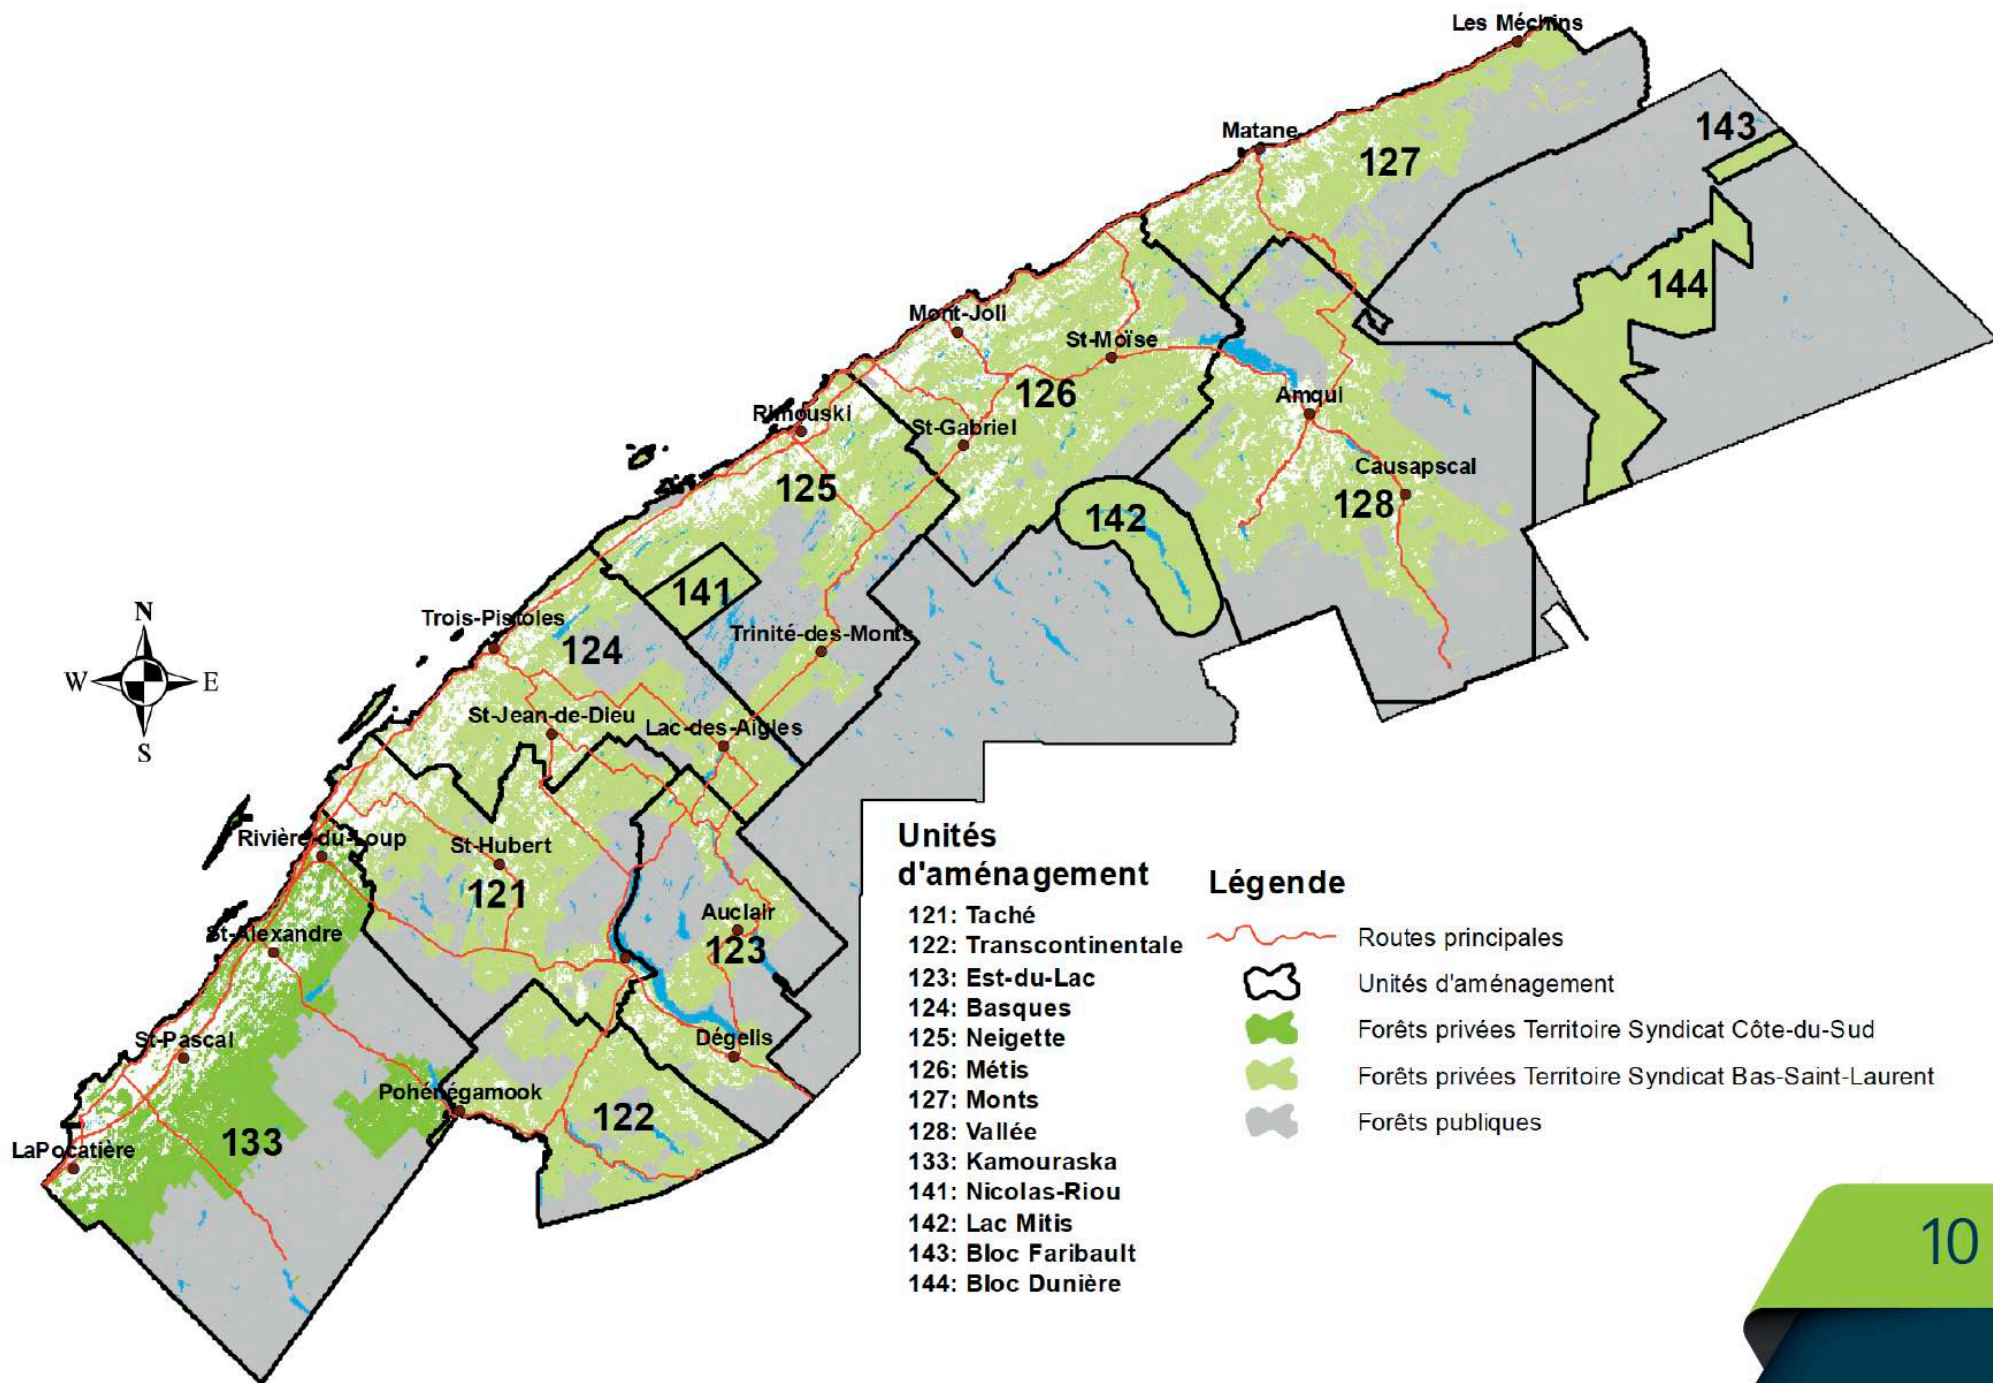 Les Méchins
143
Matane
127
144
Mont-Joli
St-Moïse
126
Amqui
Rimouski
St-Gabriel
Causapscal
125
128
142
141
N
Trois-Pistoles
Trinité-des-Monts
124
W
E
St-Jean-de-Dieu
Lac-des-Aigles
S
Rivière-du-Loup
St-Hubert
121
Auclair
St-Alexandre
123
St-Pascal
Dégelis
Pohénégamook
122
133
LaPocatière
Unités
d'aménagement
121: Taché
122: Transcontinentale
123: Est-du-Lac
124: Basques
125: Neigette
126: Métis
127: Monts
128: Vallée
133: Kamouraska
141: Nicolas-Riou
142: Lac Mitis
143: Bloc Faribault
144: Bloc Dunière
Légende
Routes principales
Unités d'aménagement
Forêts privées Territoire Syndicat Côte-du-Sud
Forêts privées Territoire Syndicat Bas-Saint-Laurent
Forêts publiques
10